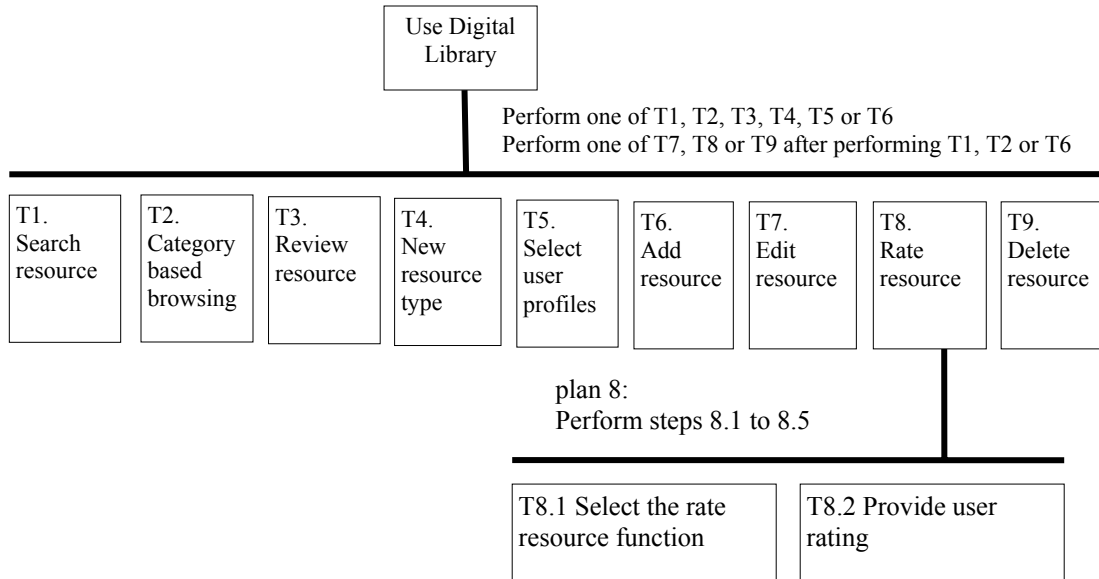 Use Digital
Library
Perform one of T1, T2, T3, T4, T5 or T6
Perform one of T7, T8 or T9 after performing T1, T2 or T6
T1.
Search
resource
T2.
Category
based
browsing
T3.
Review
resource
T4.
New
resource
type
T5.
Select
user
profiles
T6.
Add
resource
T7.
Edit
resource
T8.
Rate
resource
T9.
Delete
resource
plan 8:
Perform steps 8.1 to 8.5
T8.1 Select the rate
resource function
T8.2 Provide user
rating